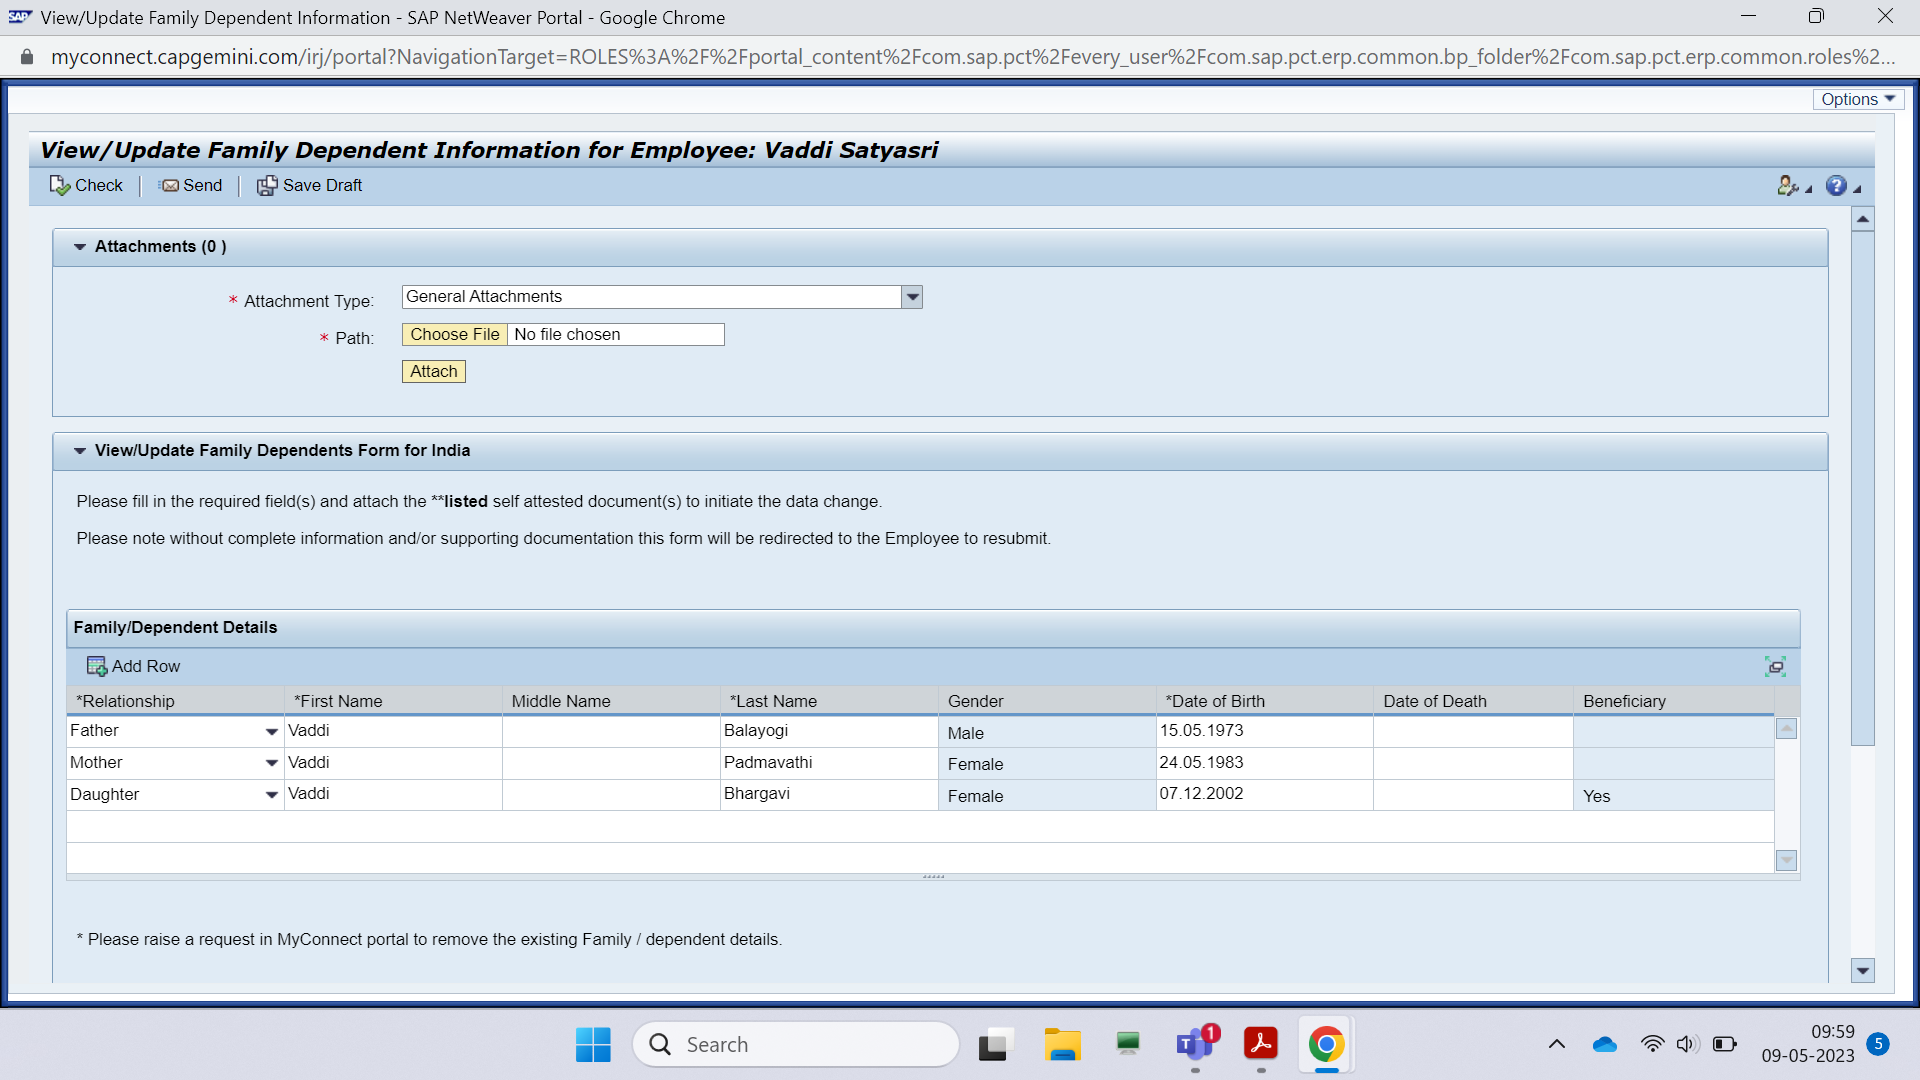 SAP View/Update Family Dependent Information - SAP NetWeaver Portal - Google Chrome
myconnect.capgemini.com/irj/portal?NavigationTarget=ROLES%3A%2F%2Fportal_content%2Fcom.sap.pct%2Fevery_user%2Fcom.sap.pct.erp.common.bp_folder%2Fcom.sap.pct.erp.common.roles%2...
Options
View/Update Family Dependent Information for Employee: Vaddi Satyasri
Check Send Save Draft ?
Attachments (0 )
* Attachment Type: General Attachments
* Path: Choose File No file chosen
Attach
View/Update Family Dependents Form for India
Please fill in the required field(s) and attach the **listed self attested document(s) to initiate the data change.
Please note without complete information and/or supporting documentation this form will be redirected to the Employee to resubmit.
Family/Dependent Details
Add Row
*Relationship *First Name Middle Name *Last Name Gender *Date of Birth Date of Death Beneficiary
Father Vaddi Balayogi Male 15.05.1973
Mother Vaddi Padmavathi Female 24.05.1983
Daughter Vaddi Bhargavi Female 07.12.2002 Yes
* Please raise a request in MyConnect portal to remove the existing Family / dependent details.
Search T 1 09:59 5
09-05-2023